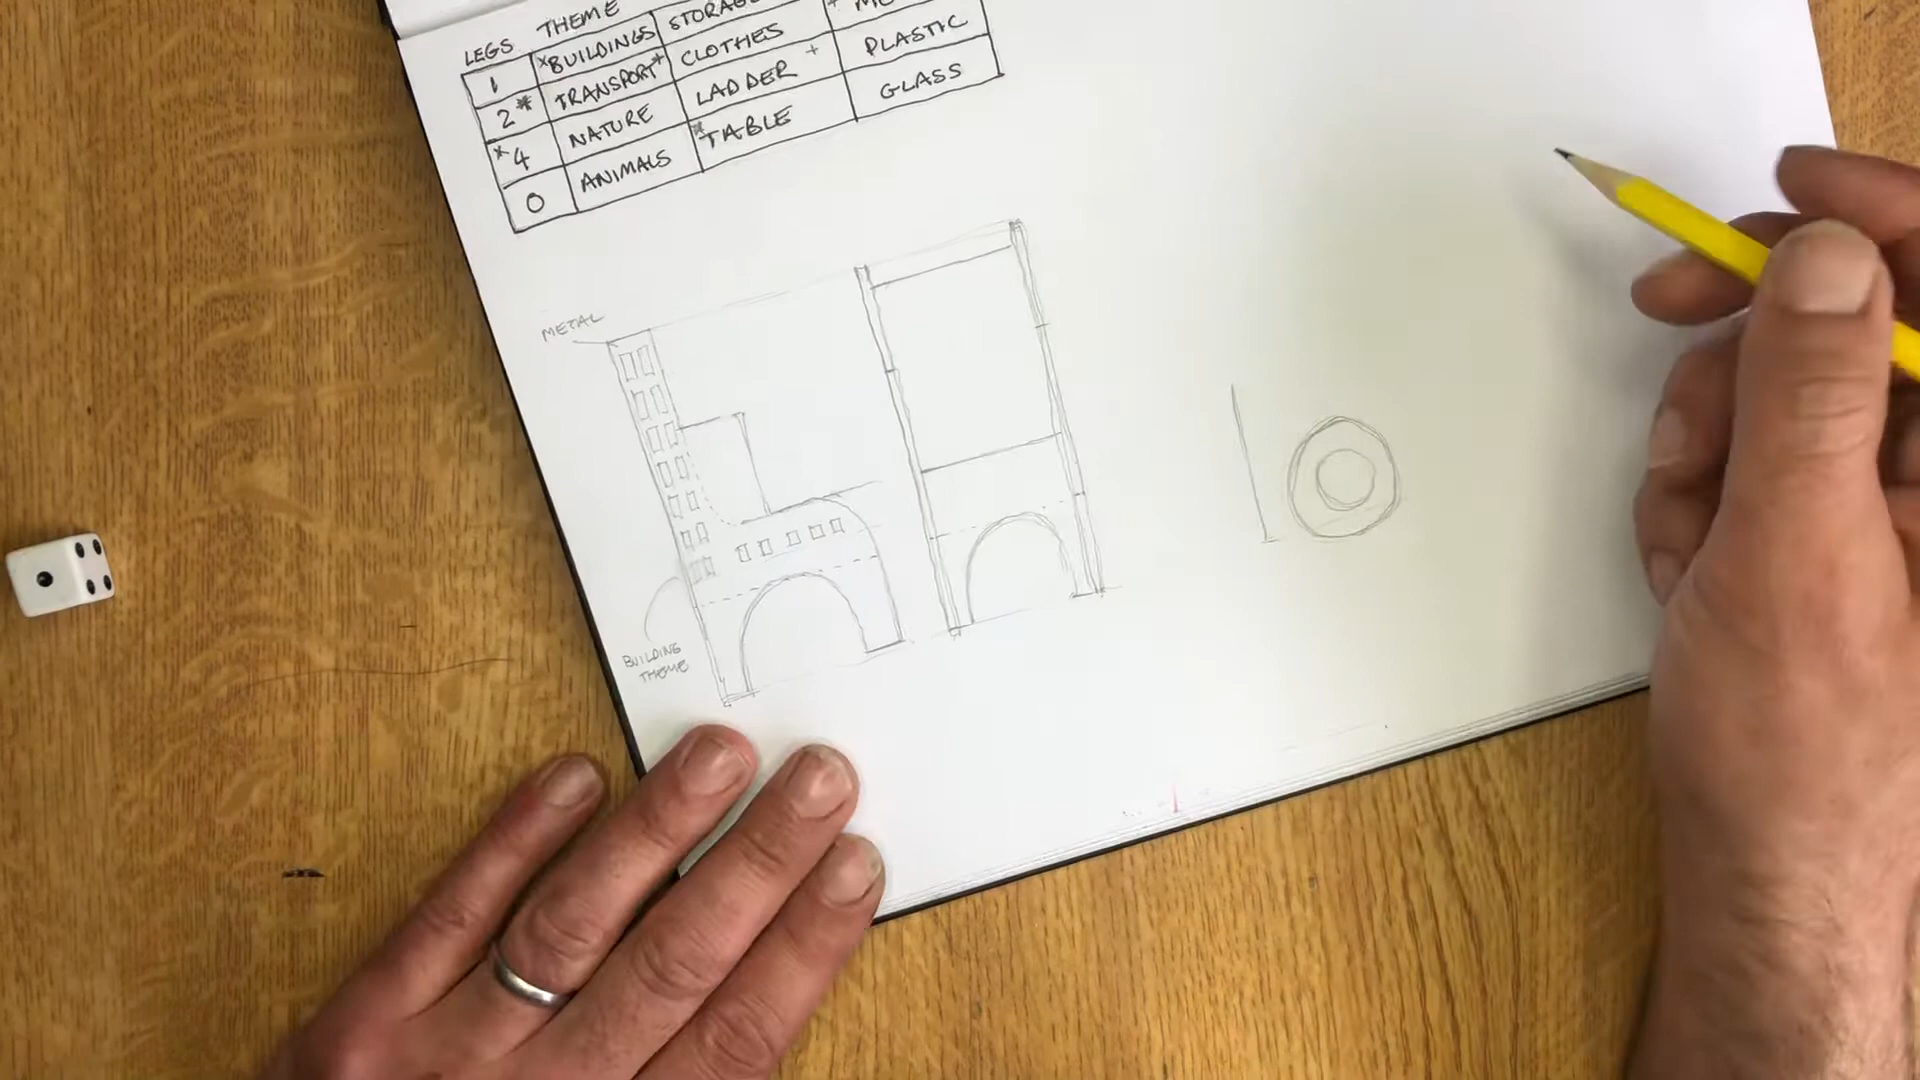 LEGS THEME
1 *BUILDINGS CLOTHES PLASTIC
2* TRANSPORT+ LADDER + GLASS
*4 NATURE *TABLE
0 ANIMALS
METAL
BUILDING
THEME